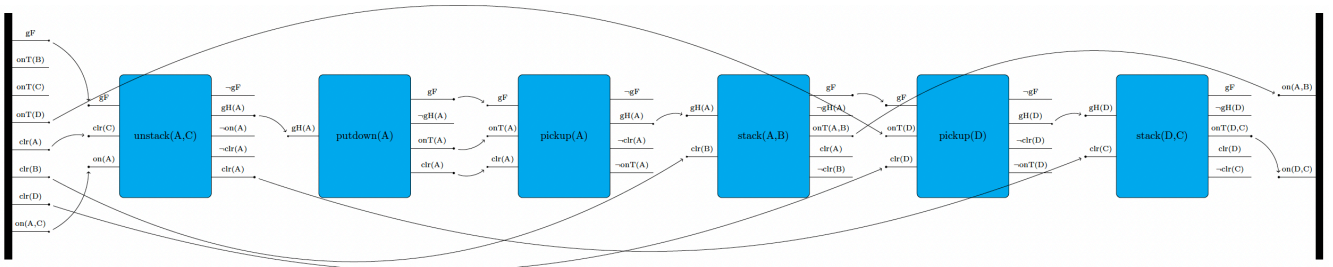 gF
onT(B)
onT(C)
onT(D)
clr(A)
clr(B)
clr(D)
on(A,C)
gF
clr(C)
on(A)
unstack(A,C)
¬gF
gH(A)
¬on(A)
¬clr(A)
clr(A)
gH(A)
putdown(A)
gF
¬gH(A)
onT(A)
clr(A)
gF
onT(A)
clr(A)
pickup(A)
¬gF
gH(A)
¬clr(A)
¬onT(A)
gH(A)
clr(B)
stack(A,B)
gF
¬gH(A)
onT(A,B)
clr(A)
¬clr(B)
gF
onT(D)
clr(D)
pickup(D)
¬gF
gH(D)
¬clr(D)
¬onT(D)
gH(D)
clr(C)
stack(D,C)
gF
¬gH(D)
onT(D,C)
clr(D)
¬clr(C)
on(A,B)
on(D,C)